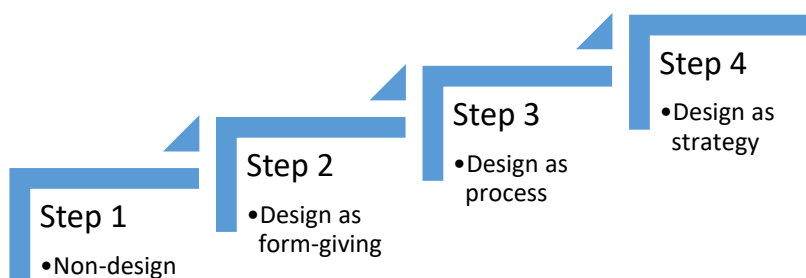 Step 1
•Non-design
Step 2
•Design as
form-giving
Step 3
•Design as
process
Step 4
•Design as
strategy